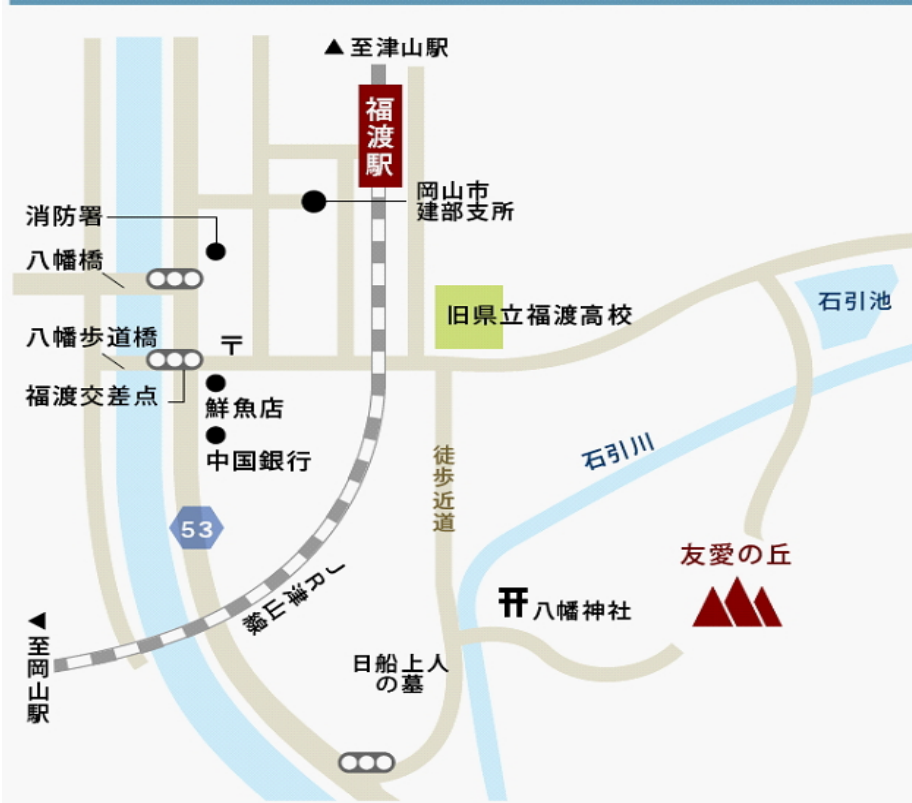 ▲至津山駅
福渡駅
岡山市
建部支所
消防署
八幡橋
石引池
旧県立福渡高校
八幡歩道橋
〒
福渡交差点
鮮魚店
中国銀行
徒歩近道
石引川
53
友愛の丘
JR津山線
八幡神社
◀至岡山駅
日船上人
の墓